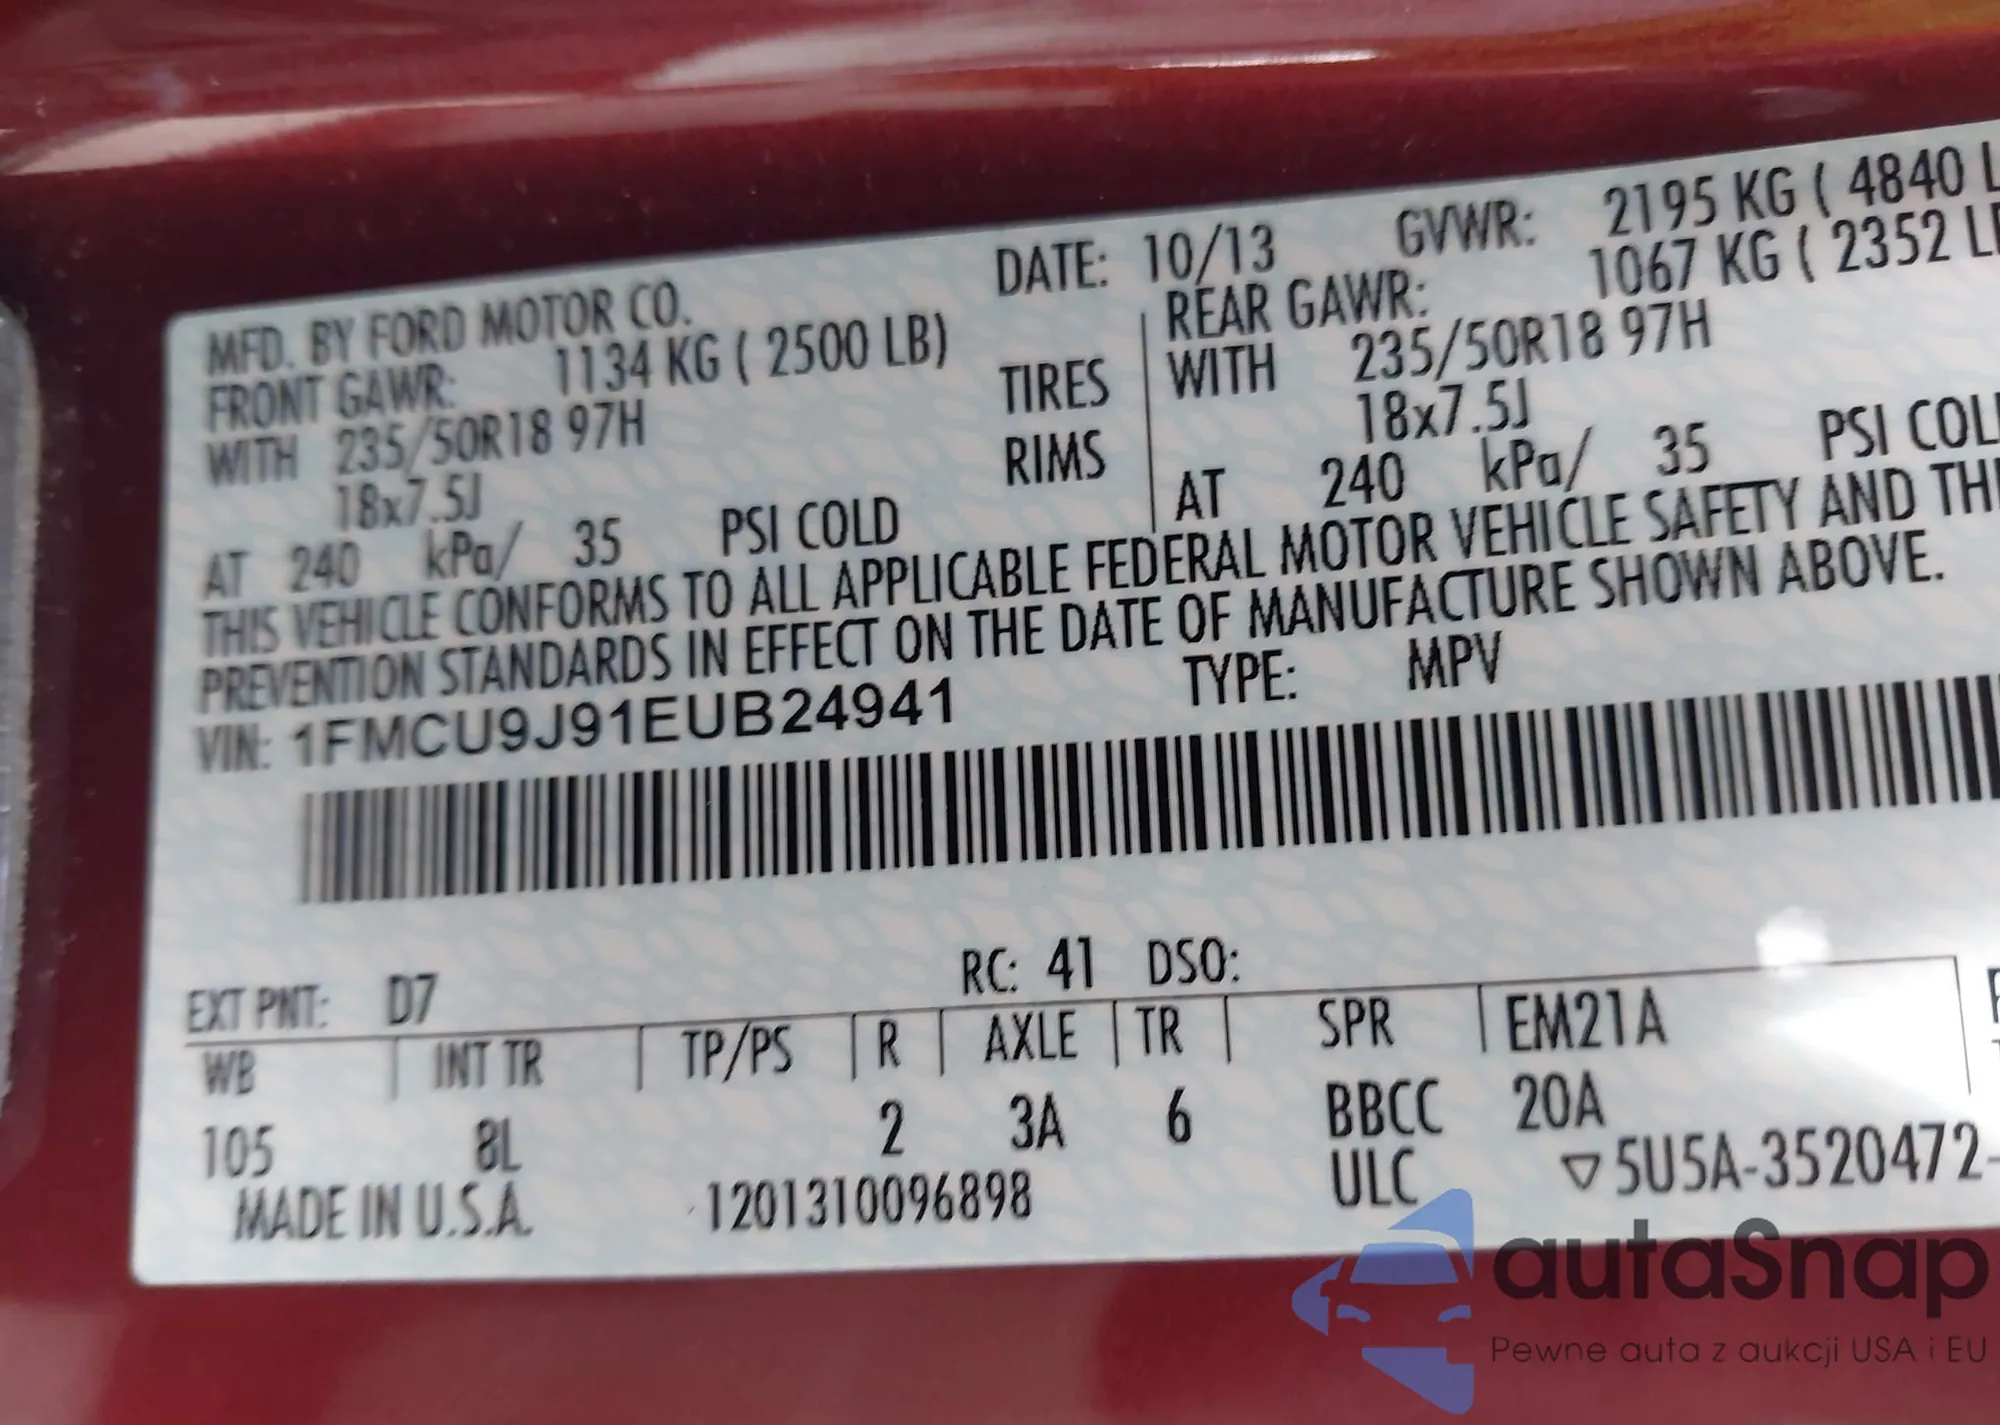 MFD. BY FORD MOTOR CO. DATE: 10/13 GVWR: 2195 KG ( 4840 L
FRONT GAWR: 1134 KG ( 2500 LB) REAR GAWR: 1067 KG ( 2352 L
WITH 235/50R18 97H TIRES WITH 235/50R18 97H
18x7.5J RIMS 18x7.5J
AT 240 kPa/ 35 PSI COLD AT 240 kPa/ 35 PSI COL
THIS VEHICLE CONFORMS TO ALL APPLICABLE FEDERAL MOTOR VEHICLE SAFETY AND TH
PREVENTION STANDARDS IN EFFECT ON THE DATE OF MANUFACTURE SHOWN ABOVE.
VIN: 1FMCU9J91EUB24941 TYPE: MPV
EXT PNT: D7 RC: 41 DSO:
WB INT TR TP/PS R AXLE TR SPR EM21A
105 8L 2 3A 6 BBCC 20A
ULC ▽5U5A-3520472-
MADE IN U.S.A. 1201310096898
autaSnap
Pewne auta z aukcji USA i EU